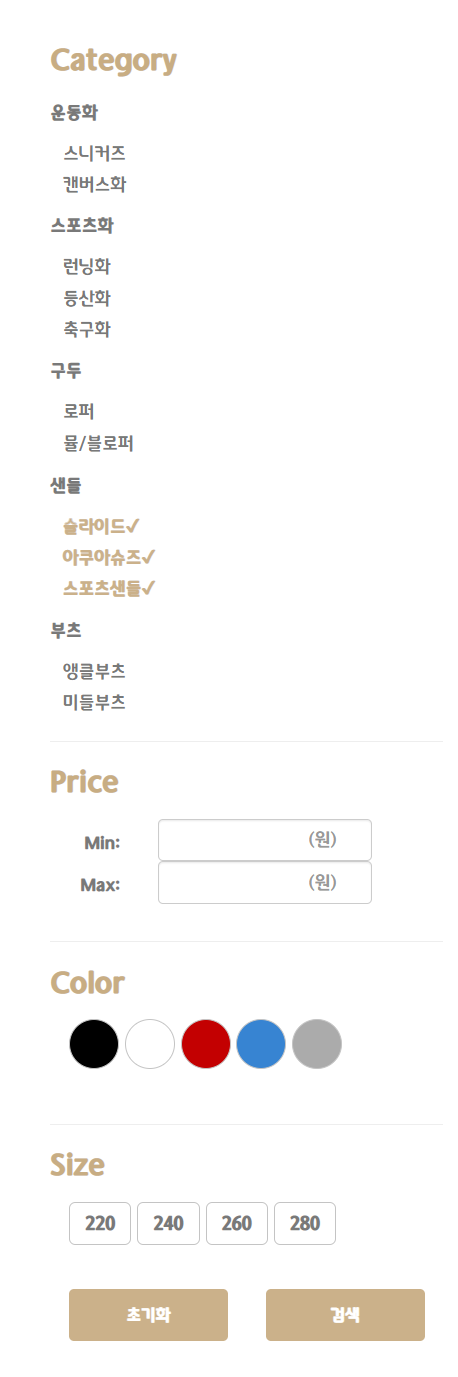 Category
운동화
스니커즈
캔버스화
스포츠화
런닝화
등산화
축구화
구두
로퍼
뮬/블로퍼
샌들
슬라이드✓
아쿠아슈즈✓
스포츠샌들✓
부츠
앵클부츠
미들부츠
Price
Min: (원)
Max: (원)
Color
Size
220 240 260 280
초기화 검색